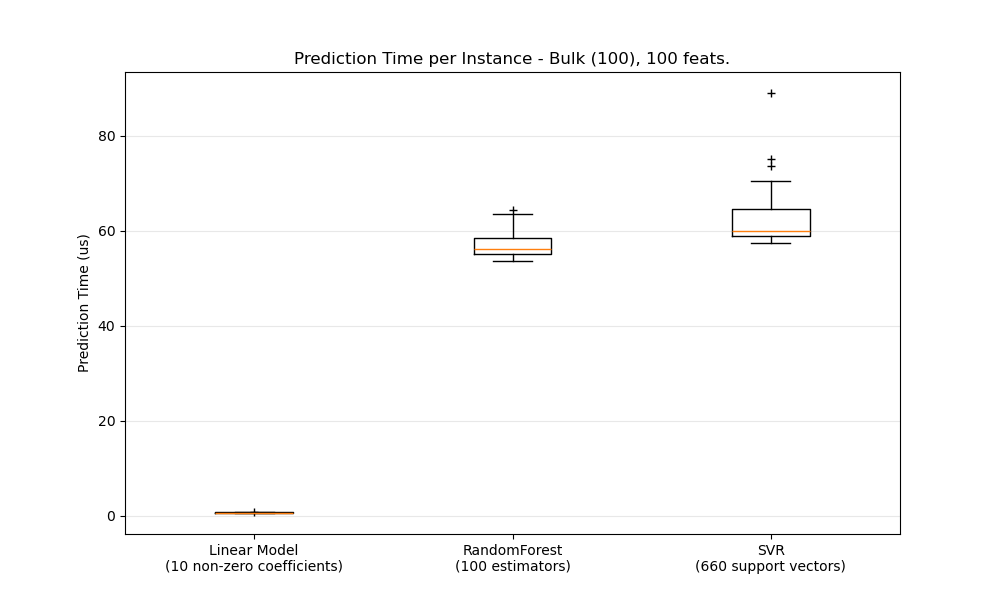 Prediction Time per Instance - Bulk (100), 100 feats.
80
60
40
20
0
Prediction Time (us)
Linear Model
(10 non-zero coefficients)
RandomForest
(100 estimators)
SVR
(660 support vectors)